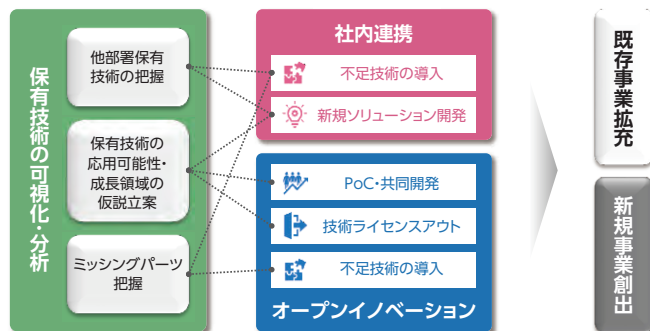 保有技術の可視化・分析
他部署保有
技術の把握
保有技術の
応用可能性・
成長領域の
仮説立案
ミッシングパーツ
把握
社内連携
不足技術の導入
新規ソリューション開発
PoC・共同開発
技術ライセンスアウト
不足技術の導入
オープンイノベーション
既存事業拡充
新規事業創出